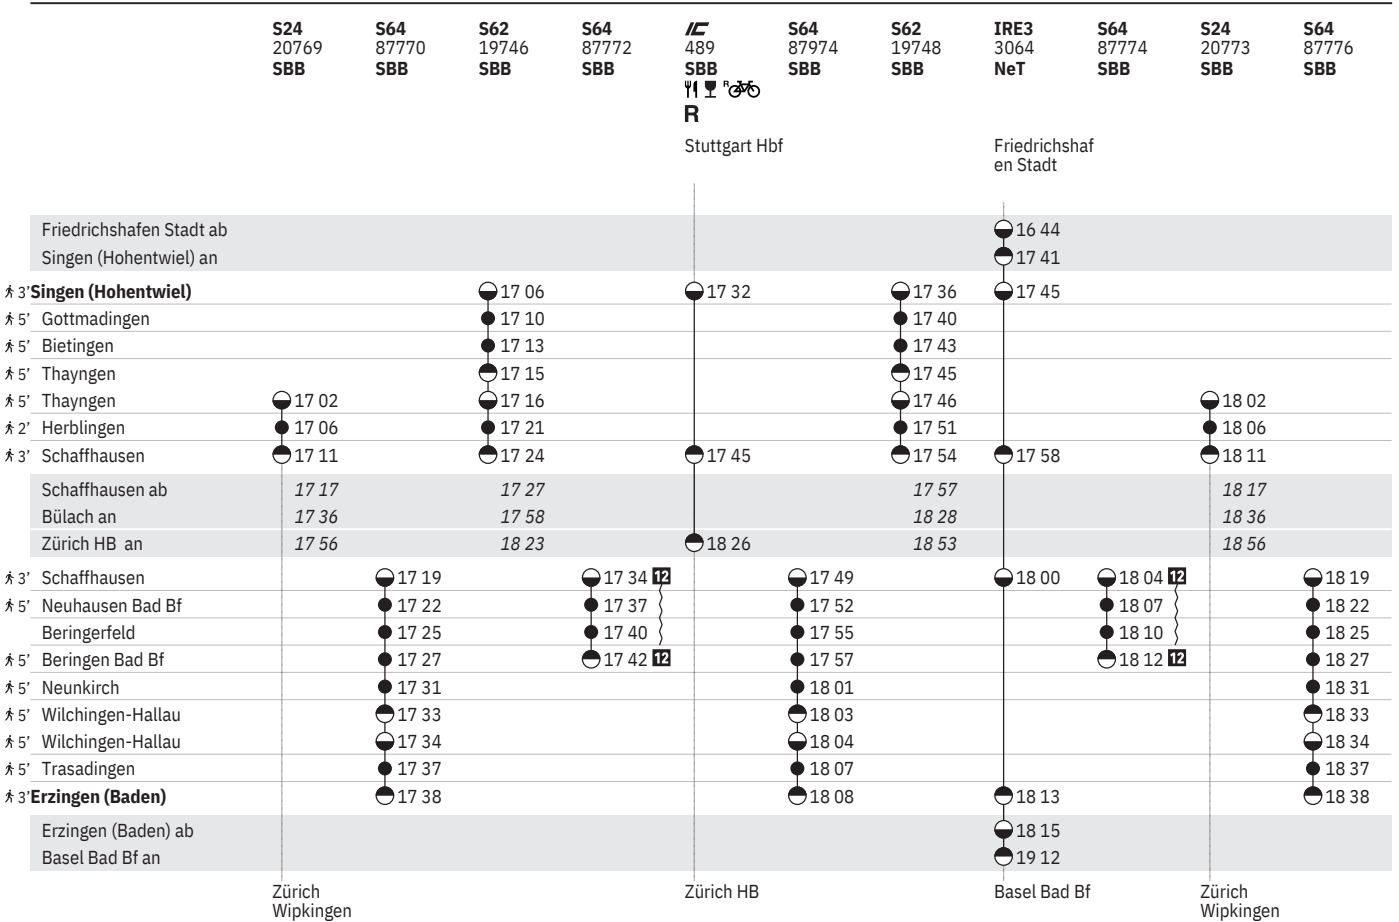 S24 S64 S62 S64 IC S64 S62 IRE3 S64 S24 S64
20769 87770 19746 87772 489 87974 19748 3064 87774 20773 87776
SBB SBB SBB SBB SBB SBB SBB NeT SBB SBB SBB
R
R
Stuttgart Hbf Friedrichshaf
en Stadt
Friedrichshafen Stadt ab 16 44
Singen (Hohentwiel) an 17 41
3' Singen (Hohentwiel) 17 06 17 32 17 36 17 45
5' Gottmadingen 17 10 17 40
5' Bietingen 17 13 17 43
5' Thayngen 17 15 17 45
5' Thayngen 17 02 17 16 17 46 18 02
2' Herblingen 17 06 17 21 17 51 18 06
3' Schaffhausen 17 11 17 24 17 45 17 54 17 58 18 11
Schaffhausen ab 17 17 17 27 17 57 18 17
Bülach an 17 36 17 58 18 28 18 36
Zürich HB an 17 56 18 23 18 26 18 53 18 56
3' Schaffhausen 17 19 17 34 12 17 49 18 00 18 04 12 18 19
5' Neuhausen Bad Bf 17 22 17 37 17 52 18 07 18 22
Beringerfeld 17 25 17 40 17 55 18 10 18 25
5' Beringen Bad Bf 17 27 17 42 12 17 57 18 12 12 18 27
5' Neunkirch 17 31 18 01 18 31
5' Wilchingen-Hallau 17 33 18 03 18 33
5' Wilchingen-Hallau 17 34 18 04 18 34
5' Trasadingen 17 37 18 07 18 37
3' Erzingen (Baden) 17 38 18 08 18 13 18 38
Erzingen (Baden) ab 18 15
Basel Bad Bf an 19 12
Zürich Zürich HB Basel Bad Bf Zürich
Wipkingen Wipkingen